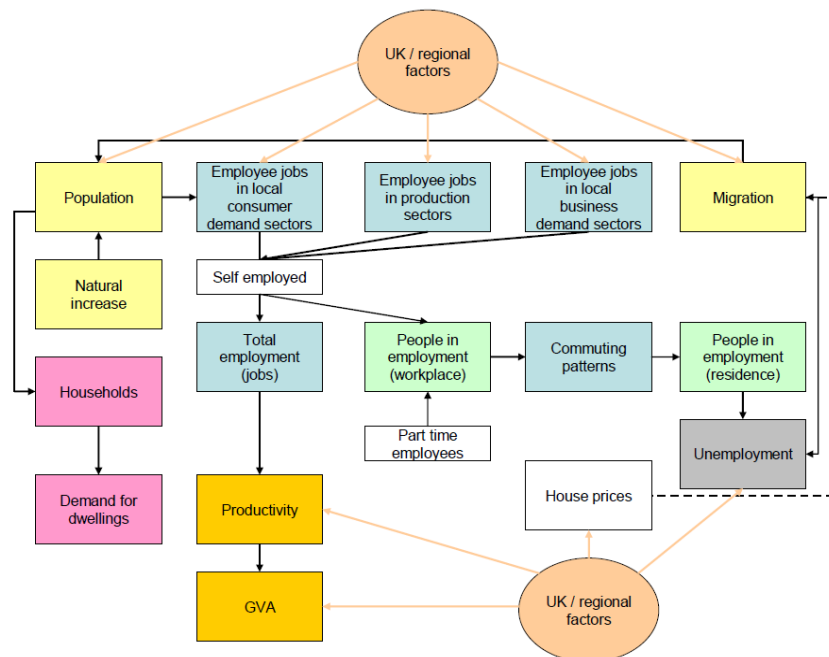 UK / regional
factors
Population
Employee jobs
in local
consumer
demand sectors
Employee jobs
in production
sectors
Employee jobs
in local
business
demand sectors
Migration
Natural
increase
Self employed
Total
employment
(jobs)
People in
employment
(workplace)
Commuting
patterns
People in
employment
(residence)
Households
Part time
employees
Unemployment
Demand for
dwellings
Productivity
House prices
GVA
UK / regional
factors